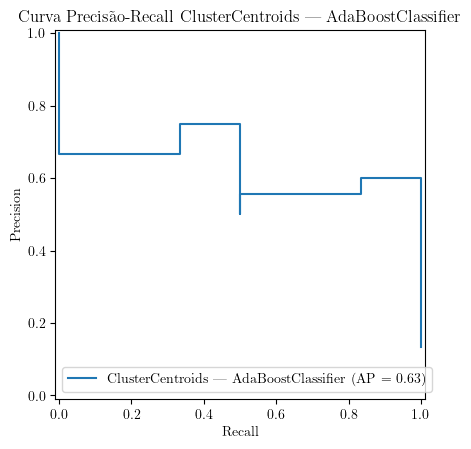 Curva Precisão-Recall ClusterCentroids — AdaBoostClassifier
1.0
0.8
0.6
0.4
0.2
0.0
Precision
ClusterCentroids — AdaBoostClassifier (AP = 0.63)
0.0 0.2 0.4 0.6 0.8 1.0
Recall